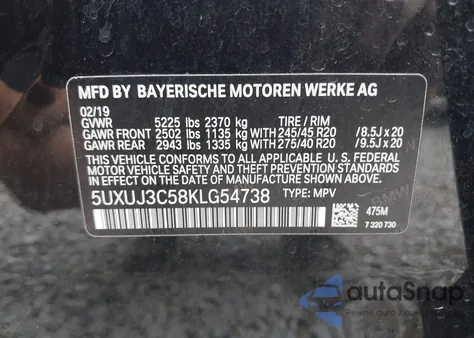 MFD BY BAYERISCHE MOTOREN WERKE AG
02/19
GVWR 5225 lbs 2370 kg TIRE / RIM
GAWR FRONT 2502 lbs 1135 kg WITH 245/45 R20 /8.5J x 20
GAWR REAR 2943 lbs 1335 kg WITH 275/40 R20 /9.5J x 20
THIS VEHICLE CONFORMS TO ALL APPLICABLE U. S. FEDERAL
MOTOR VEHICLE SAFETY STANDARDS IN EFFECT ON THE
DATE OF MANUFACTURE SHOWN ABOVE.
5UXUJ3C58KLG54738 TYPE: MPV 475M
7 320 730
autoSnap
Pewne auto z